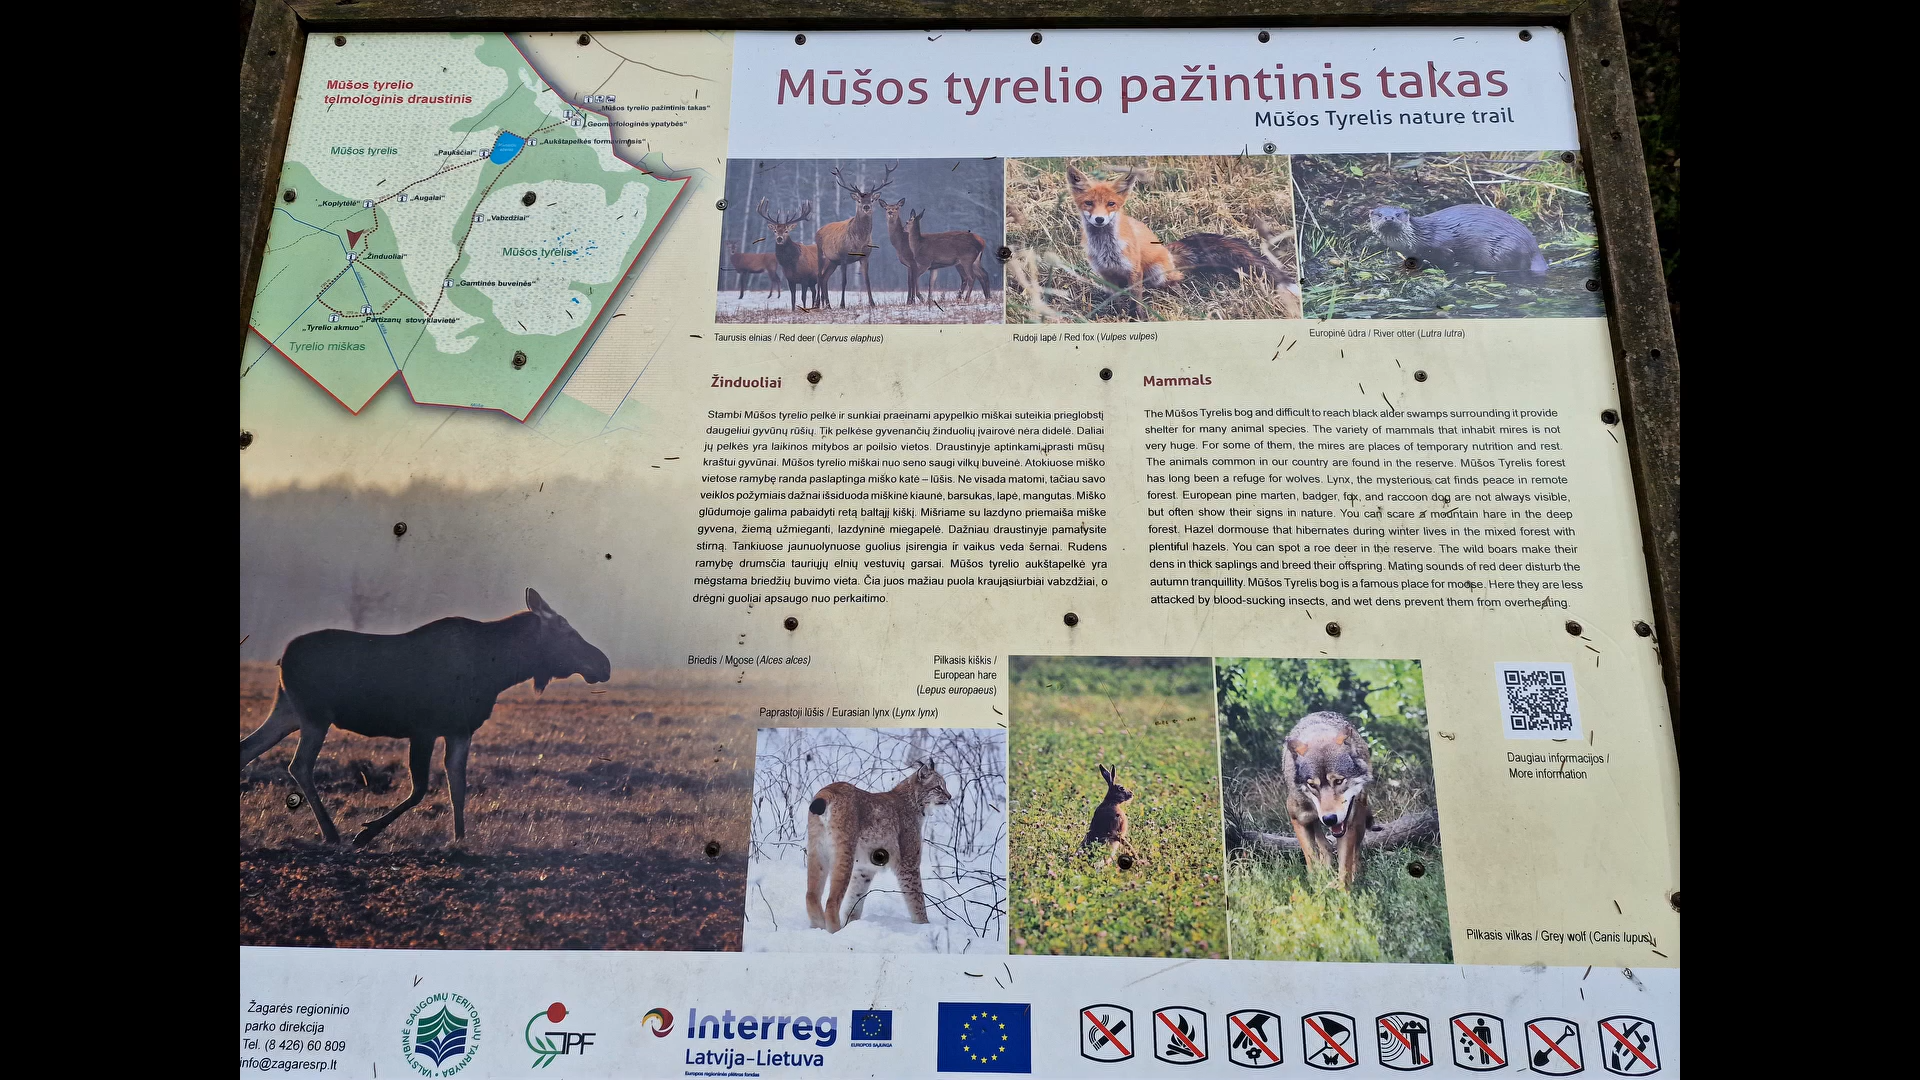 Mūšos tyrelio pažintinis takas
Mūšos Tyrelis nature trail
Mūšos tyrelio
telmologinis draustinis
Mūšos tyrelis
„Mūšos tyrelio pažintinis takas"
„Geomorfologinės ypatybės"
„Aukštapelkės formavimasis"
„Paukščiai"
„Koplytėlė"
„Augalai"
„Vabzdžiai"
„Žinduoliai"
Mūšos tyrelis
„Gamtinės buveinės"
„Partizanų stovyklavietė"
„Tyrelio akmuo"
Tyrelio miškas
Taurusis elnias / Red deer (Cervus elaphus)
Rudoji lapė / Red fox (Vulpes vulpes)
Europinė ūdra / River otter (Lutra lutra)
Žinduoliai
Stambi Mūšos tyrelio pelkė ir sunkiai praeinami apypelkio miškai suteikia prieglobstį
daugeliui gyvūnų rūšių. Tik pelkėse gyvenančių žinduolių įvairovė nėra didelė. Daliai
jų pelkės yra laikinos mitybos ar poilsio vietos. Draustinyje aptinkami įprasti mūsų
kraštui gyvūnai. Mūšos tyrelio miškai nuo seno saugi vilkų buveinė. Atokiuose miško
vietose ramybę randa paslaptinga miško katė – lūšis. Ne visada matomi, tačiau savo
veiklos požymiais dažnai išsiduoda miškinė kiaunė, barsukas, lapė, mangutas. Miško
glūdumoje galima pabaidyti retą baltąjį kiškį. Mišriame su lazdyno priemaiša miške
gyvena, žiemą užmieganti, lazdyninė miegapelė. Dažniau draustinyje pamatysite
stirną. Tankiuose jaunuolynuose guolius įsirengia ir vaikus veda šernai. Rudens
ramybę drumsčia tauriųjų elnių vestuvių garsai. Mūšos tyrelio aukštapelkė yra
mėgstama briedžių buvimo vieta. Čia juos mažiau puola kraująsiurbiai vabzdžiai, o
drėgni guoliai apsaugo nuo perkaitimo.
Mammals
The Mūšos Tyrelis bog and difficult to reach black alder swamps surrounding it provide
shelter for many animal species. The variety of mammals that inhabit mires is not
very huge. For some of them, the mires are places of temporary nutrition and rest.
The animals common in our country are found in the reserve. Mūšos Tyrelis forest
has long been a refuge for wolves. Lynx, the mysterious cat finds peace in remote
forest. European pine marten, badger, fox, and raccoon dog are not always visible,
but often show their signs in nature. You can scare a mountain hare in the deep
forest. Hazel dormouse that hibernates during winter lives in the mixed forest with
plentiful hazels. You can spot a roe deer in the reserve. The wild boars make their
dens in thick saplings and breed their offspring. Mating sounds of red deer disturb the
autumn tranquillity. Mūšos Tyrelis bog is a famous place for moose. Here they are less
attacked by blood-sucking insects, and wet dens prevent them from overheating.
Briedis / Moose (Alces alces)
Pilkasis kiškis /
European hare
(Lepus europaeus)
Paprastoji lūšis / Eurasian lynx (Lynx lynx)
Daugiau informacijos /
More information
Pilkasis vilkas / Grey wolf (Canis lupus)
Žagarės regioninio
parko direkcija
Tel. (8 426) 60 809
info@zagaresrp.lt
VALSTYBINĖ SAUGOMŲ TERITORIJŲ TARNYBA
JTPF
Interreg
Latvija–Lietuva
Europos regioninės plėtros fondas
EUROPOS SĄJUNGA